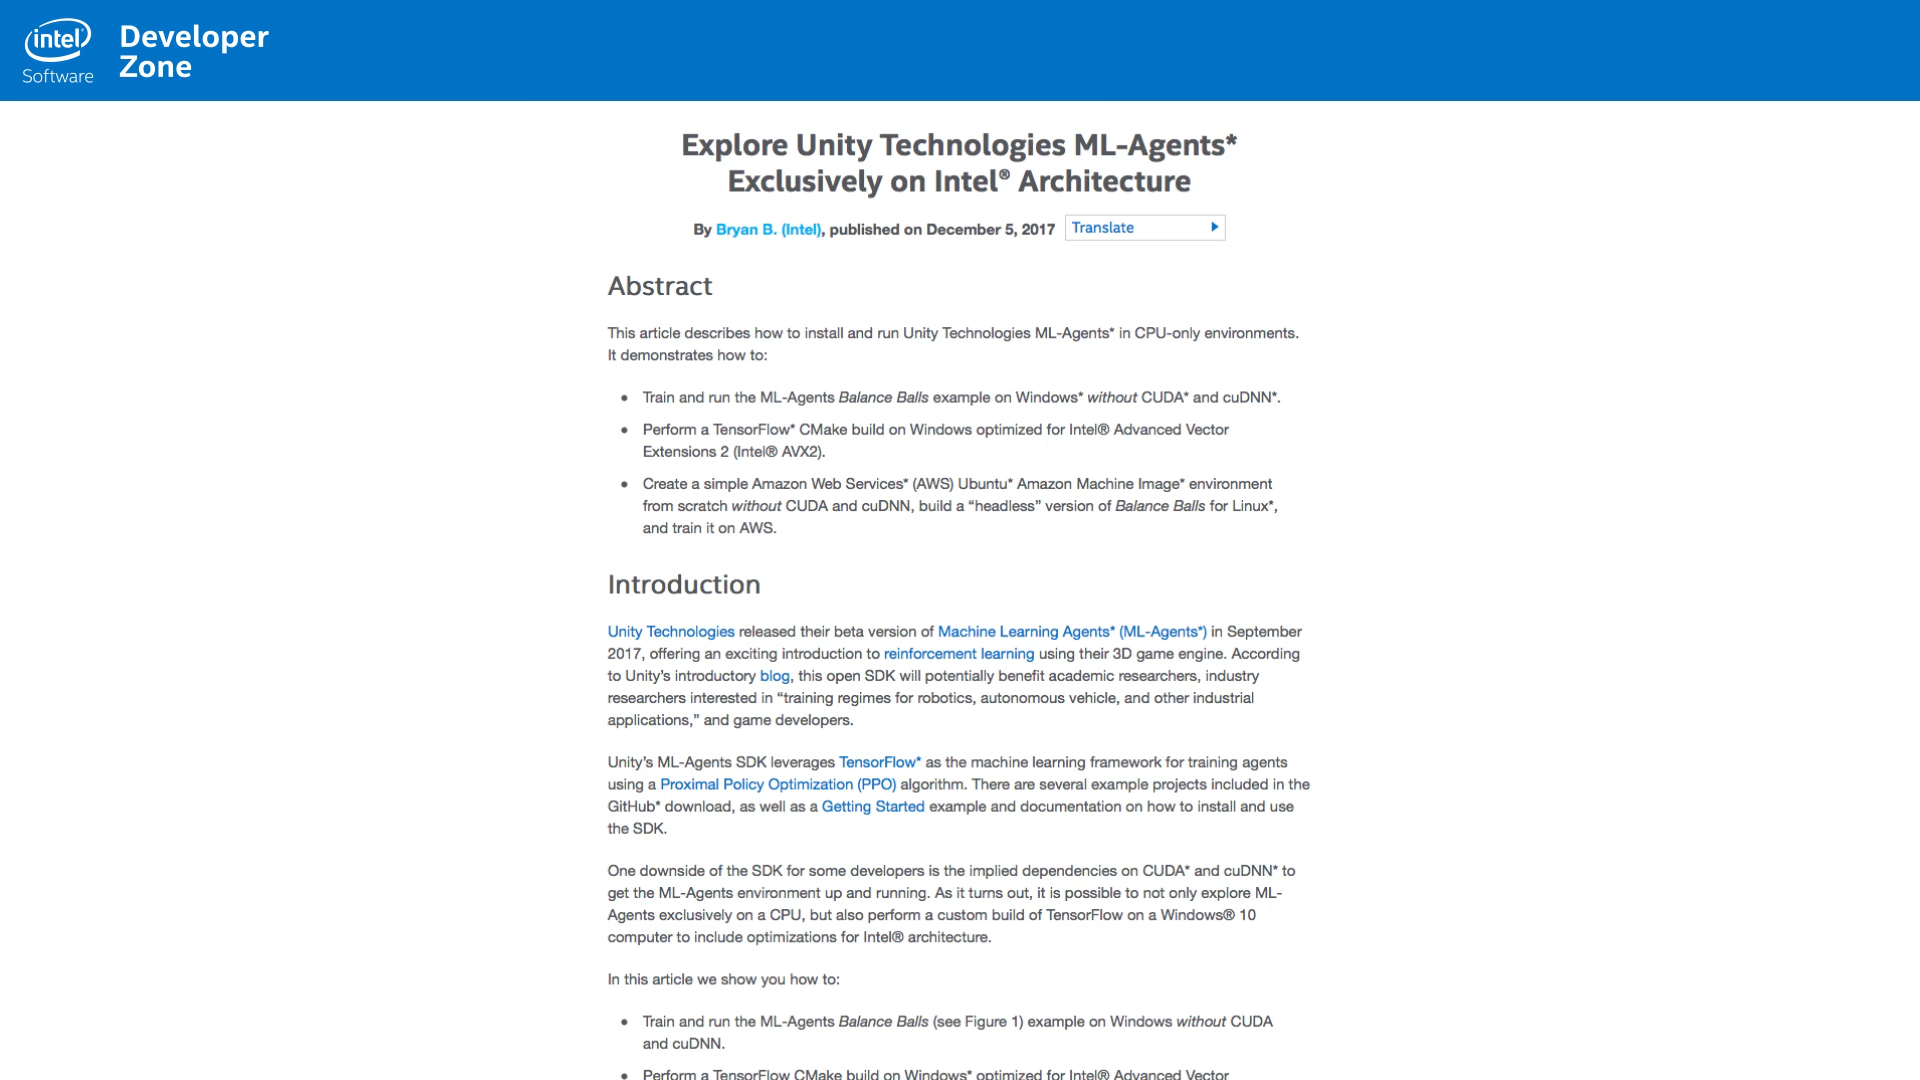 intel
Software
Developer
Zone
Explore Unity Technologies ML-Agents*
Exclusively on Intel® Architecture
By Bryan B. (Intel), published on December 5, 2017 Translate
Abstract
This article describes how to install and run Unity Technologies ML-Agents* in CPU-only environments.
It demonstrates how to:
• Train and run the ML-Agents Balance Balls example on Windows* without CUDA* and cuDNN*.
• Perform a TensorFlow* CMake build on Windows optimized for Intel® Advanced Vector
Extensions 2 (Intel® AVX2).
• Create a simple Amazon Web Services* (AWS) Ubuntu* Amazon Machine Image* environment
from scratch without CUDA and cuDNN, build a “headless” version of Balance Balls for Linux*,
and train it on AWS.
Introduction
Unity Technologies released their beta version of Machine Learning Agents* (ML-Agents*) in September
2017, offering an exciting introduction to reinforcement learning using their 3D game engine. According
to Unity’s introductory blog, this open SDK will potentially benefit academic researchers, industry
researchers interested in “training regimes for robotics, autonomous vehicle, and other industrial
applications,” and game developers.
Unity’s ML-Agents SDK leverages TensorFlow* as the machine learning framework for training agents
using a Proximal Policy Optimization (PPO) algorithm. There are several example projects included in the
GitHub* download, as well as a Getting Started example and documentation on how to install and use
the SDK.
One downside of the SDK for some developers is the implied dependencies on CUDA* and cuDNN* to
get the ML-Agents environment up and running. As it turns out, it is possible to not only explore ML-
Agents exclusively on a CPU, but also perform a custom build of TensorFlow on a Windows® 10
computer to include optimizations for Intel® architecture.
In this article we show you how to:
• Train and run the ML-Agents Balance Balls (see Figure 1) example on Windows without CUDA
and cuDNN.
• Perform a TensorFlow CMake build on Windows* optimized for Intel® Advanced Vector